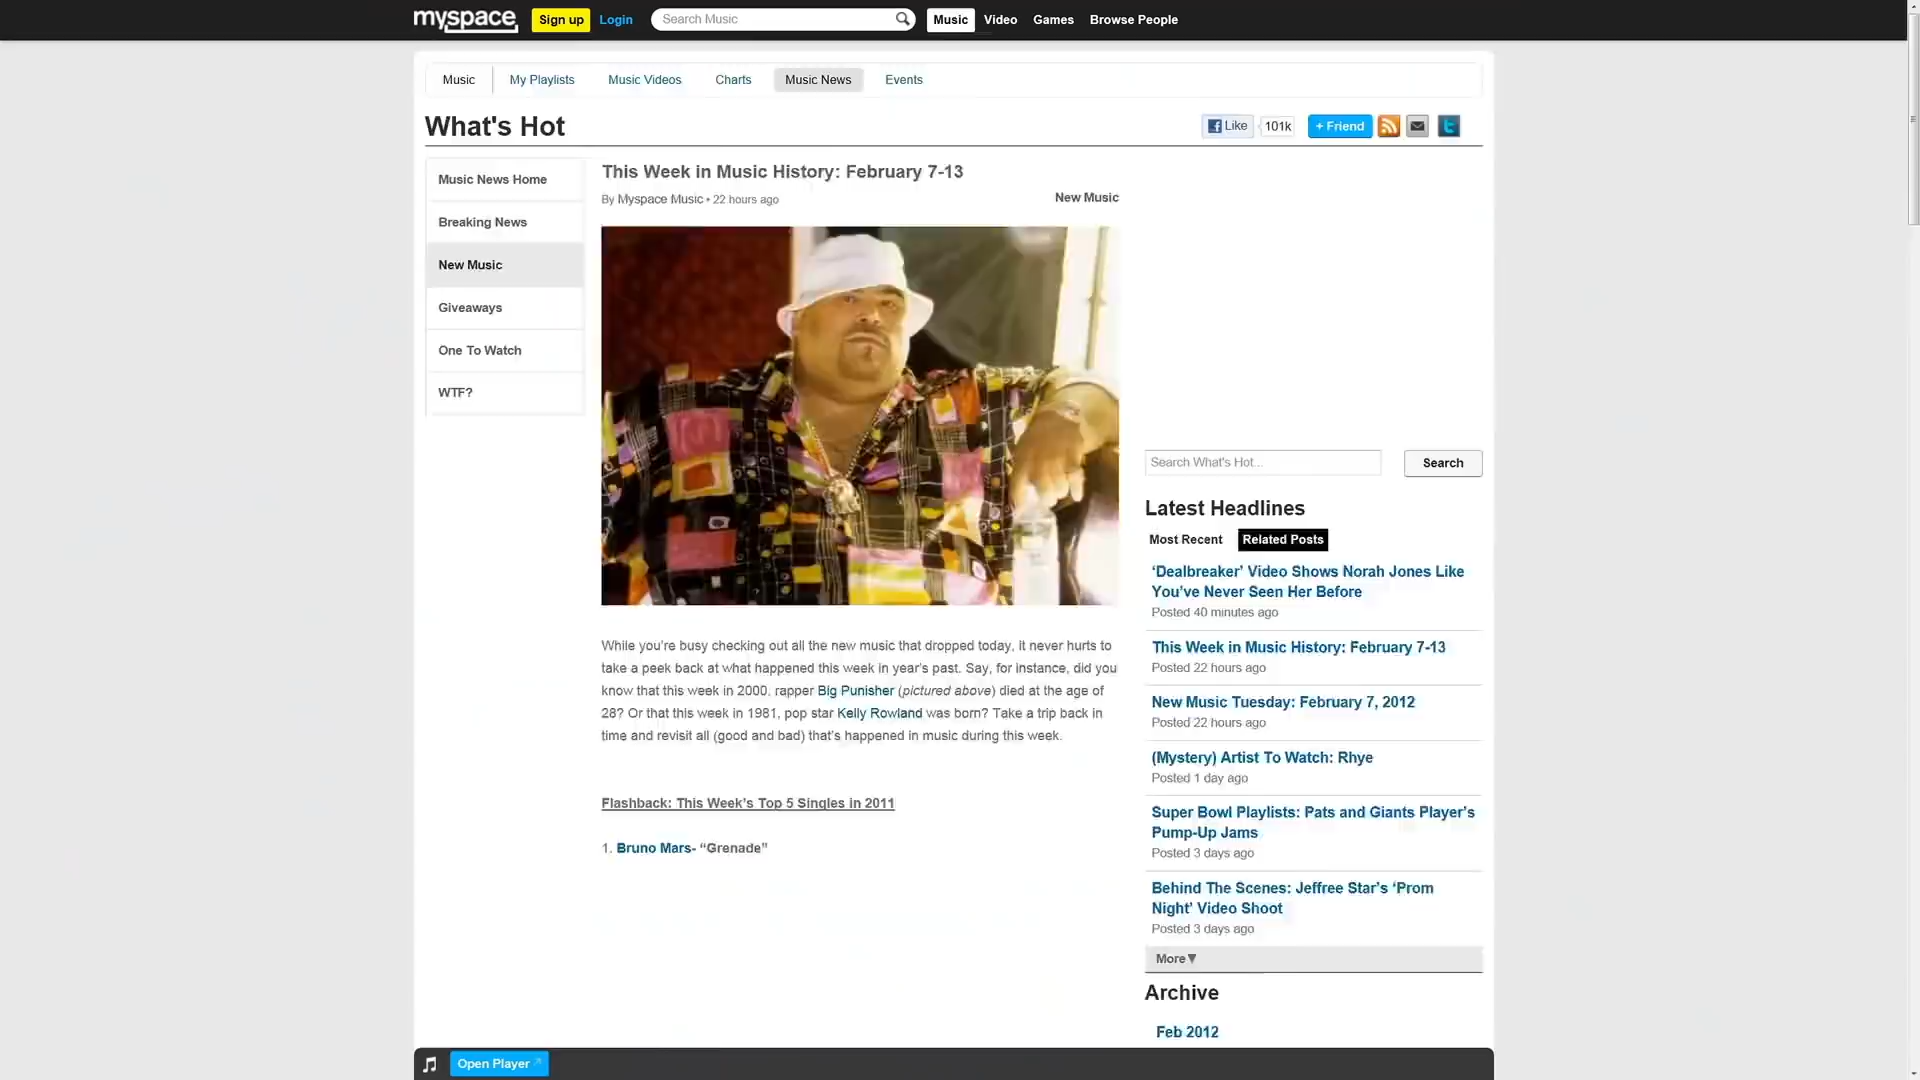 myspace
Sign up
Login
Search Music
Music
Video
Games
Browse People
Music
My Playlists
Music Videos
Charts
Music News
Events
What's Hot
Like
101k
+ Friend
Music News Home
Breaking News
New Music
Giveaways
One To Watch
WTF?
This Week in Music History: February 7-13
By Myspace Music • 22 hours ago
New Music
While you’re busy checking out all the new music that dropped today, it never hurts to
take a peek back at what happened this week in year’s past. Say, for instance, did you
know that this week in 2000, rapper Big Punisher (pictured above) died at the age of
28? Or that this week in 1981, pop star Kelly Rowland was born? Take a trip back in
time and revisit all (good and bad) that’s happened in music during this week.
Flashback: This Week’s Top 5 Singles in 2011
1. Bruno Mars- “Grenade”
Search What's Hot...
Search
Latest Headlines
Most Recent
Related Posts
‘Dealbreaker’ Video Shows Norah Jones Like
You’ve Never Seen Her Before
Posted 40 minutes ago
This Week in Music History: February 7-13
Posted 22 hours ago
New Music Tuesday: February 7, 2012
Posted 22 hours ago
(Mystery) Artist To Watch: Rhye
Posted 1 day ago
Super Bowl Playlists: Pats and Giants Player’s
Pump-Up Jams
Posted 3 days ago
Behind The Scenes: Jeffree Star’s ‘Prom
Night’ Video Shoot
Posted 3 days ago
More▼
Archive
Feb 2012
Open Player